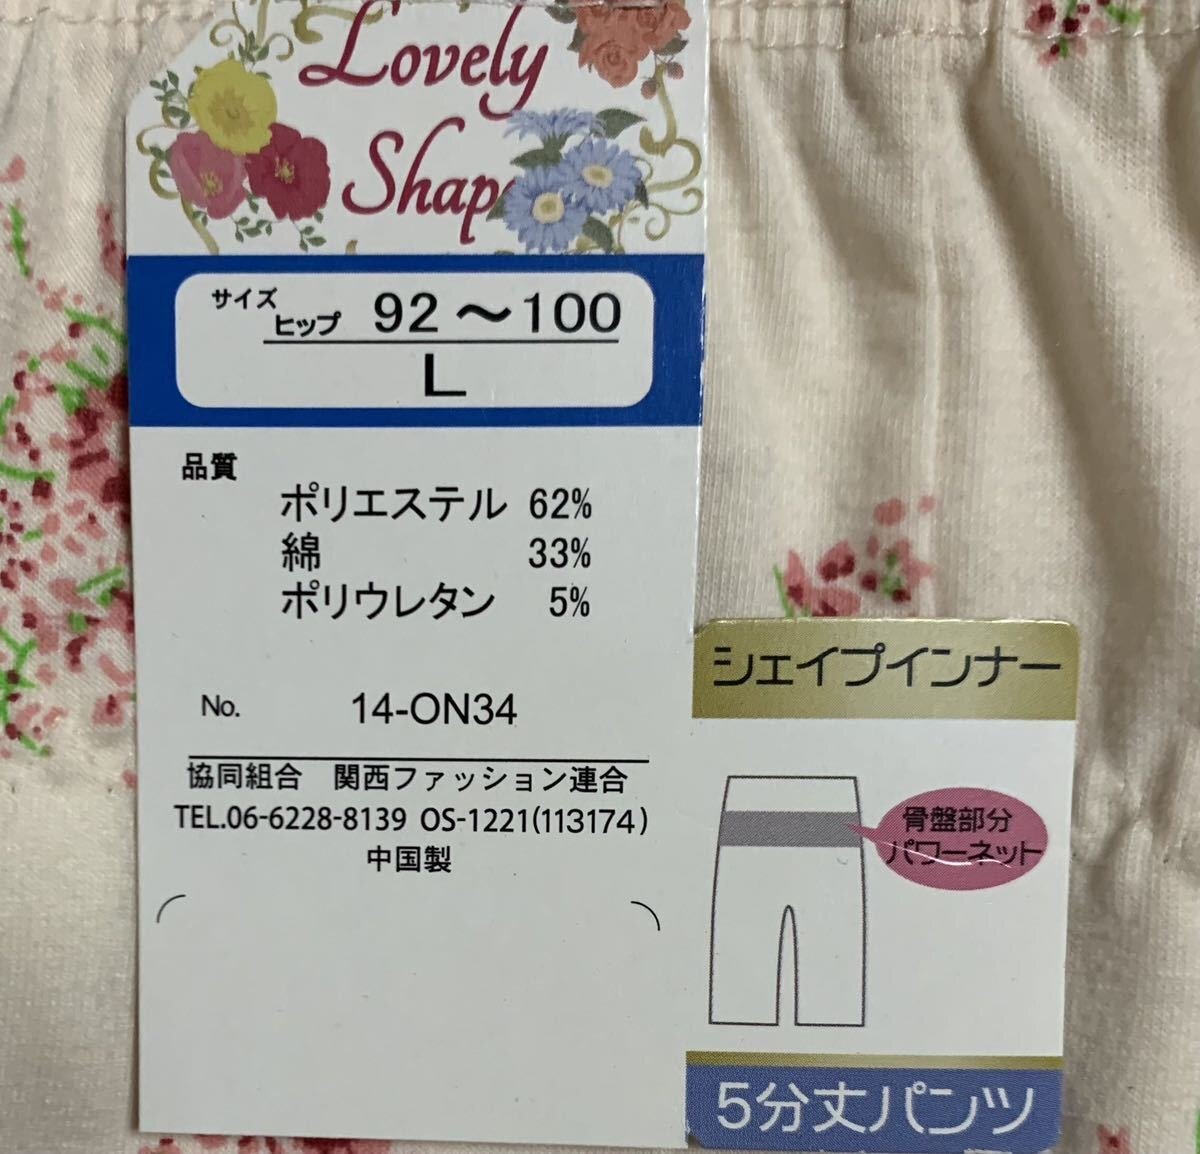 Lovely
Shape
サイズ
ヒップ 92～100
L
品質
ポリエステル 62%
綿 33%
ポリウレタン 5%
No. 14-ON34
協同組合　関西ファッション連合
TEL.06-6228-8139 OS-1221(113174)
中国製
シェイプインナー
骨盤部分
パワーネット
5分丈パンツ